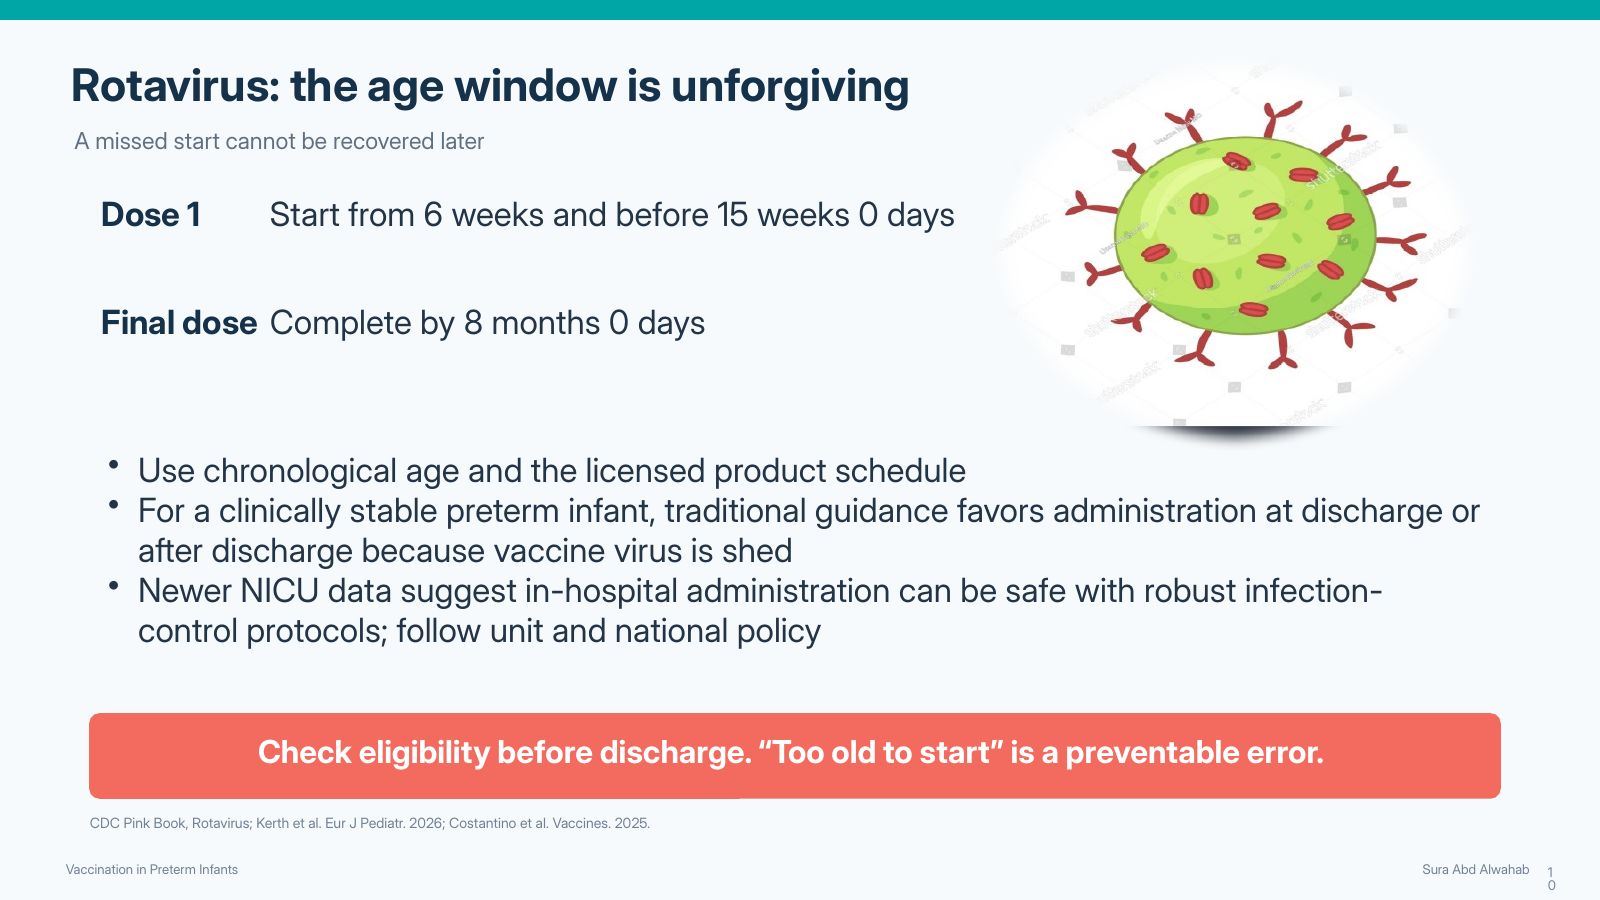 Rotavirus: the age window is unforgiving
A missed start cannot be recovered later
Dose 1 Start from 6 weeks and before 15 weeks 0 days
Final dose Complete by 8 months 0 days
• Use chronological age and the licensed product schedule
• For a clinically stable preterm infant, traditional guidance favors administration at discharge or
after discharge because vaccine virus is shed
• Newer NICU data suggest in-hospital administration can be safe with robust infection-
control protocols; follow unit and national policy
Check eligibility before discharge. “Too old to start” is a preventable error.
CDC Pink Book, Rotavirus; Kerth et al. Eur J Pediatr. 2026; Costantino et al. Vaccines. 2025.
Vaccination in Preterm Infants
Sura Abd Alwahab
1
0